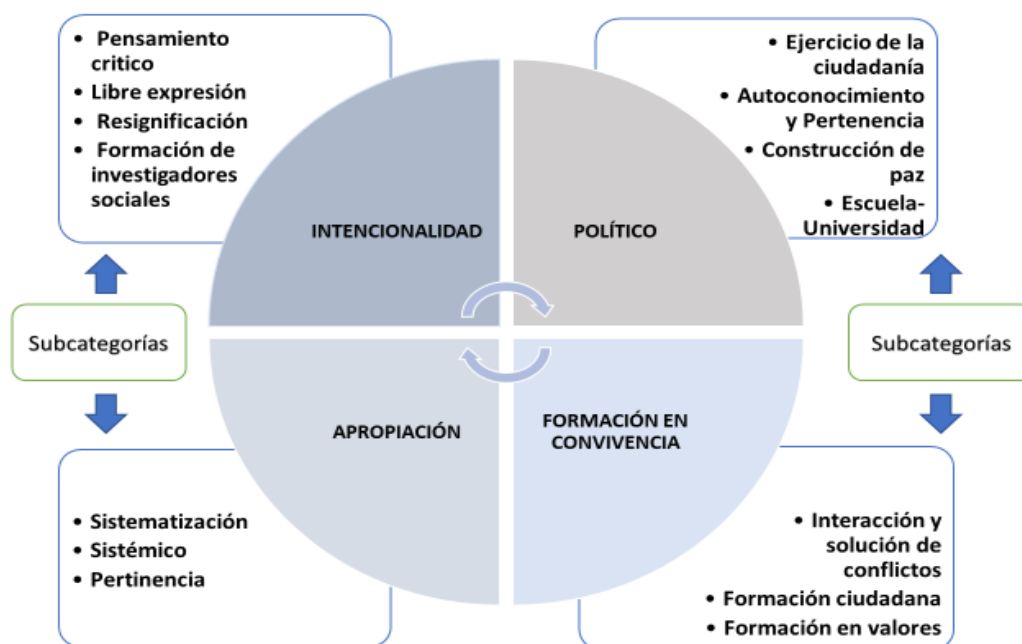 • Pensamiento
critico
• Libre expresión
• Resignificación
• Formación de
investigadores
sociales
• Ejercicio de la
ciudadanía
• Autoconocimiento
y Pertenencia
• Construcción de
paz
• Escuela-
Universidad
INTENCIONALIDAD
POLÍTICO
Subcategorías
Subcategorías
APROPIACIÓN
FORMACIÓN EN
CONVIVENCIA
• Sistematización
• Sistémico
• Pertinencia
• Interacción y
solución de
conflictos
• Formación ciudadana
• Formación en valores